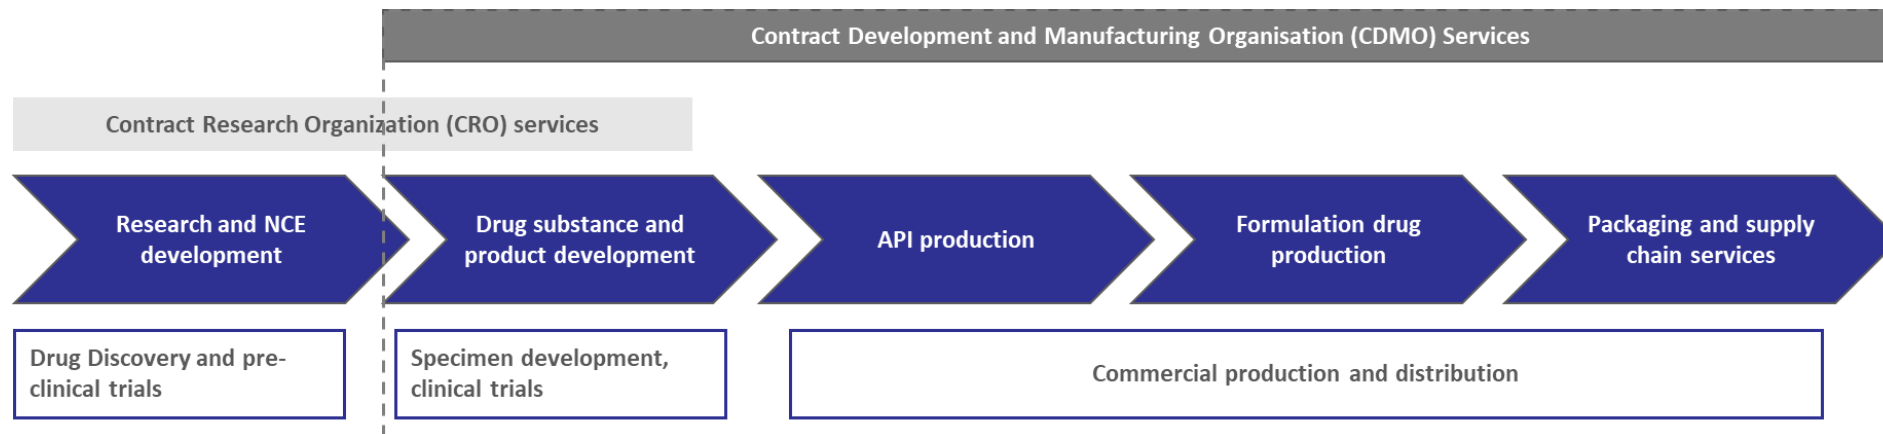 Contract Development and Manufacturing Organisation (CDMO) Services
Contract Research Organization (CRO) services
Research and NCE
development
Drug substance and
product development
API production
Formulation drug
production
Packaging and supply
chain services
Drug Discovery and pre-
clinical trials
Specimen development,
clinical trials
Commercial production and distribution